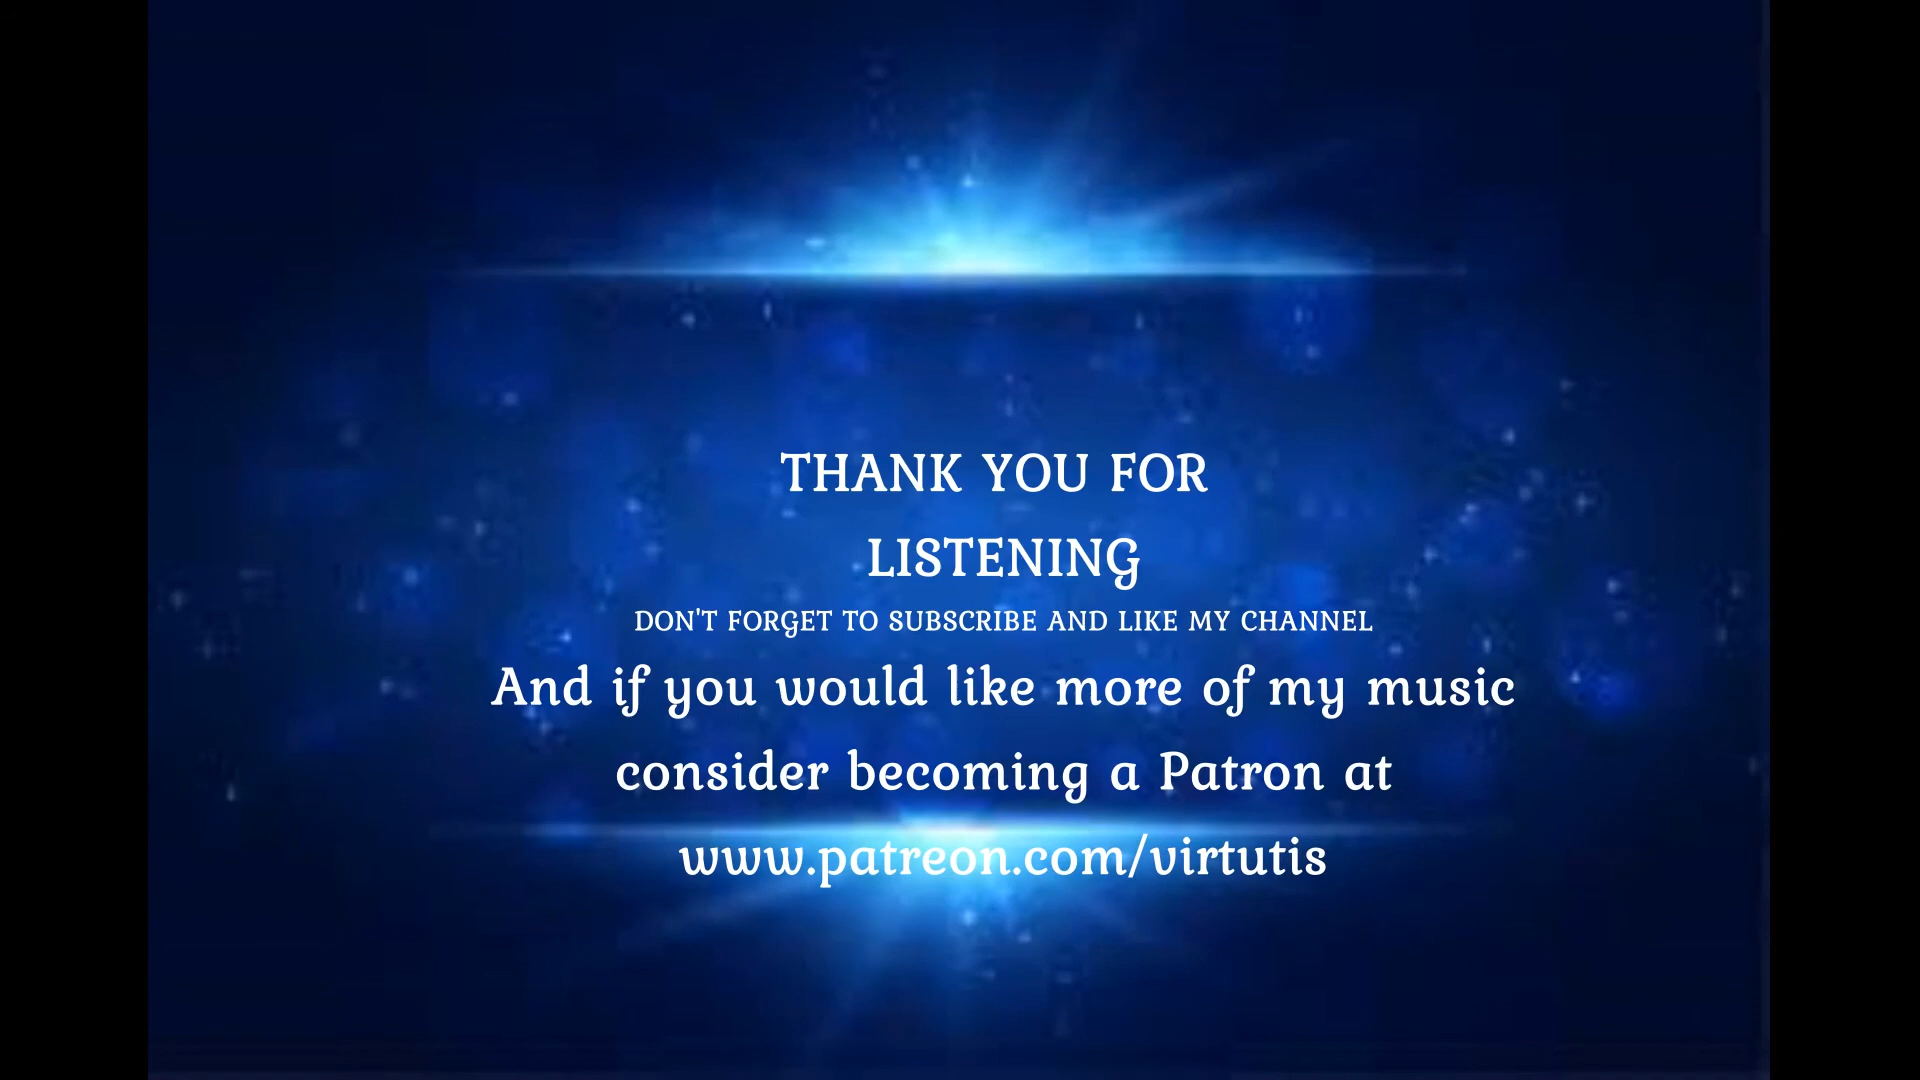 THANK YOU FOR
LISTENING
DON'T FORGET TO SUBSCRIBE AND LIKE MY CHANNEL
And if you would like more of my music
consider becoming a Patron at
www.patreon.com/virtutis